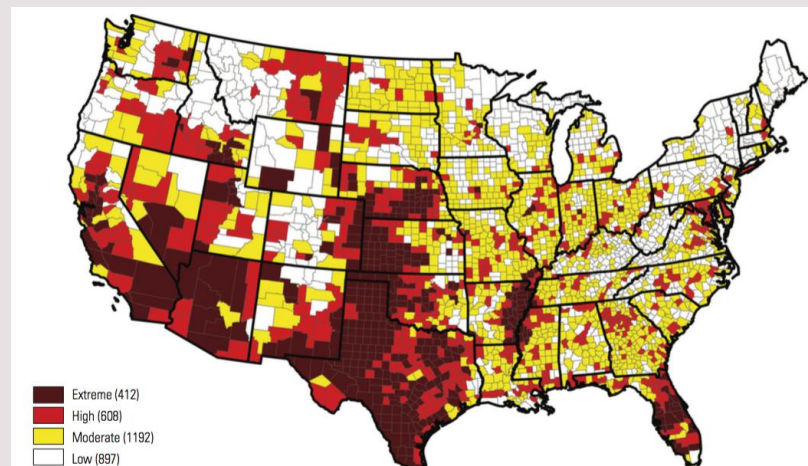 Extreme (412)
High (608)
Moderate (1192)
Low (897)